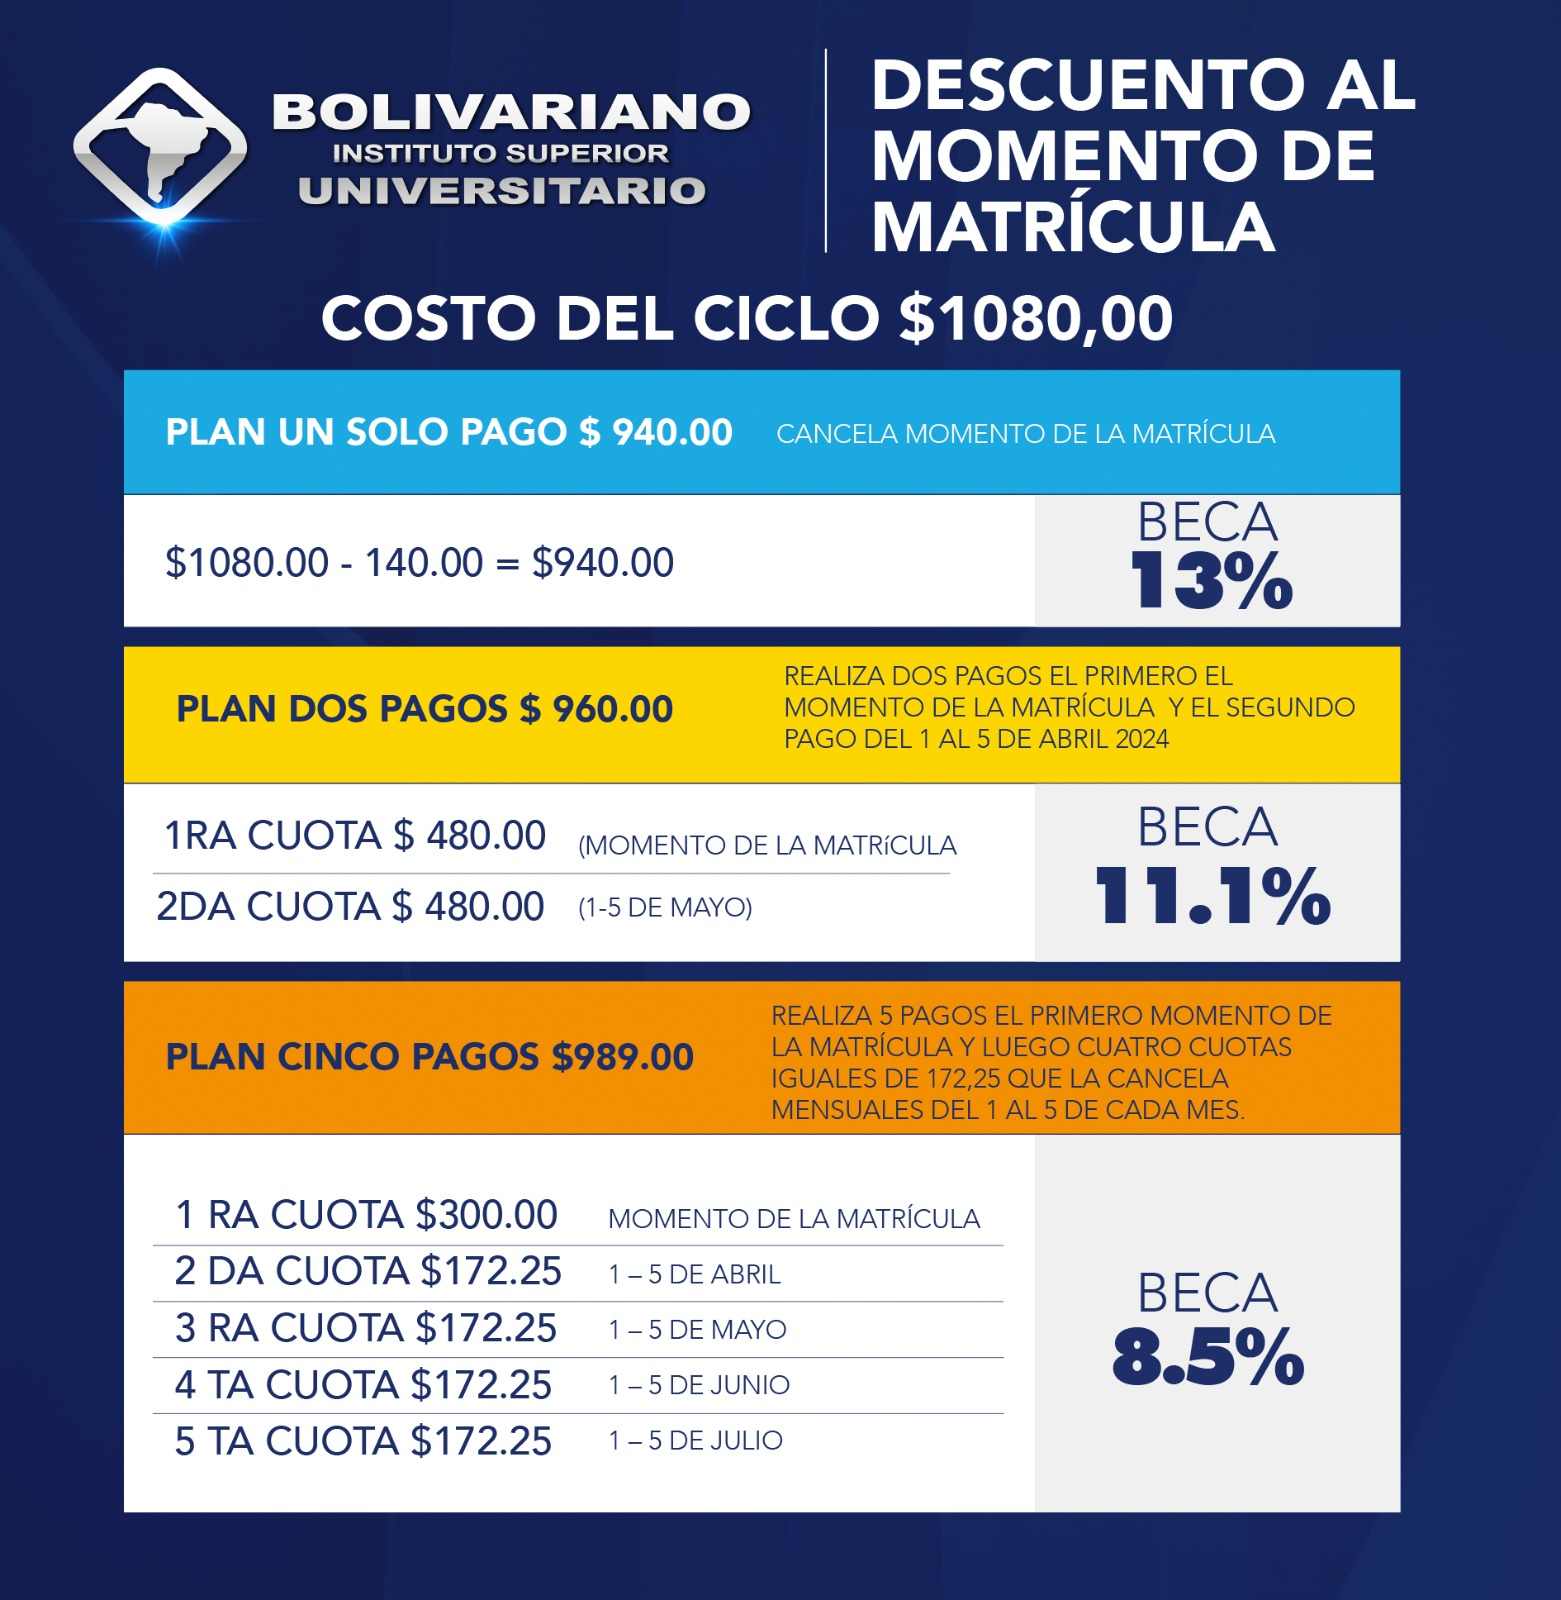 BOLIVARIANO
INSTITUTO SUPERIOR
UNIVERSITARIO
DESCUENTO AL
MOMENTO DE
MATRÍCULA
COSTO DEL CICLO $1080,00
PLAN UN SOLO PAGO $ 940.00 CANCELA MOMENTO DE LA MATRÍCULA
$1080.00 - 140.00 = $940.00
BECA
13%
PLAN DOS PAGOS $ 960.00
REALIZA DOS PAGOS EL PRIMERO EL
MOMENTO DE LA MATRÍCULA Y EL SEGUNDO
PAGO DEL 1 AL 5 DE ABRIL 2024
1RA CUOTA $ 480.00 (MOMENTO DE LA MATRíCULA
2DA CUOTA $ 480.00 (1-5 DE MAYO)
BECA
11.1%
PLAN CINCO PAGOS $989.00
REALIZA 5 PAGOS EL PRIMERO MOMENTO DE
LA MATRÍCULA Y LUEGO CUATRO CUOTAS
IGUALES DE 172,25 QUE LA CANCELA
MENSUALES DEL 1 AL 5 DE CADA MES.
1 RA CUOTA $300.00 MOMENTO DE LA MATRÍCULA
2 DA CUOTA $172.25 1 – 5 DE ABRIL
3 RA CUOTA $172.25 1 – 5 DE MAYO
4 TA CUOTA $172.25 1 – 5 DE JUNIO
5 TA CUOTA $172.25 1 – 5 DE JULIO
BECA
8.5%